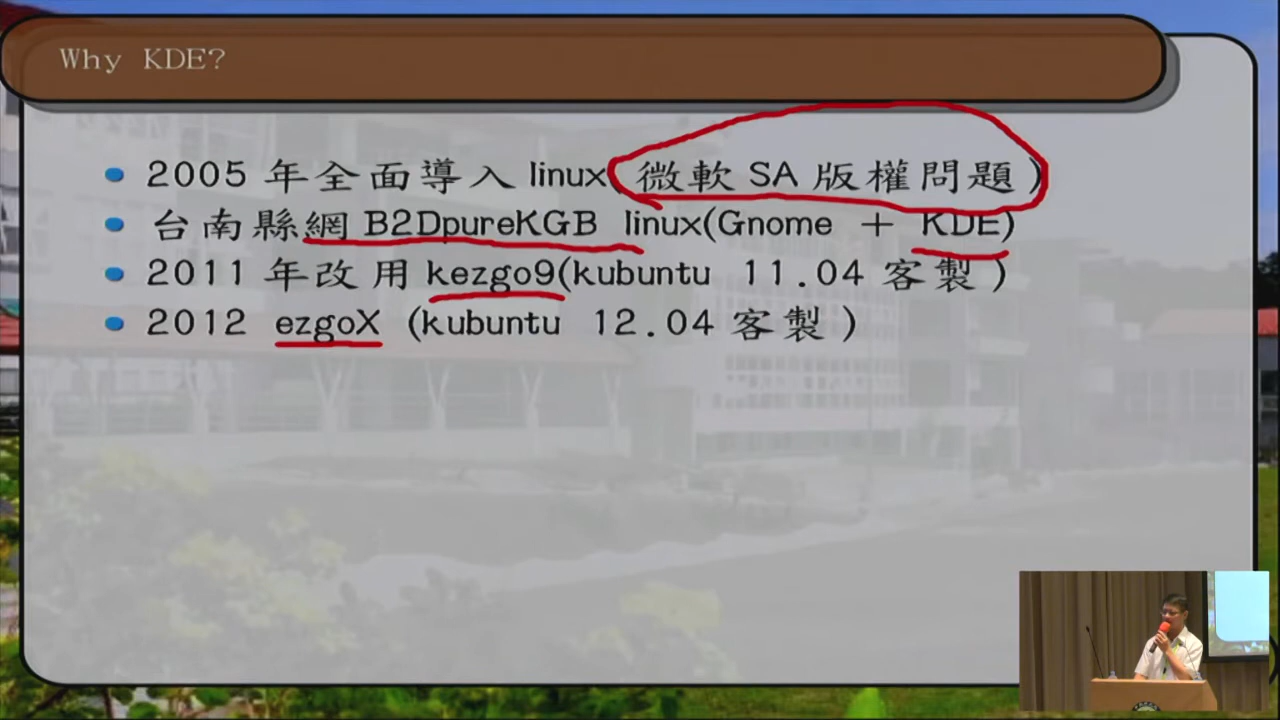 Why KDE?
2005 年全面導入 linux(微軟 SA 版權問題)
台南縣網 B2DpureKGB linux(Gnome + KDE)
2011 年改用 kezgo9(kubuntu 11.04 客製)
2012 ezgoX (kubuntu 12.04 客製)